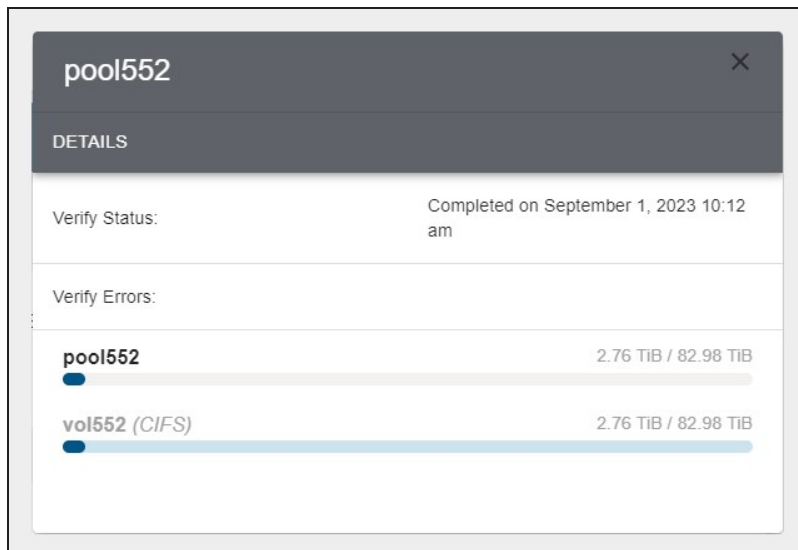 pool552
DETAILS
Verify Status:
Completed on September 1, 2023 10:12
am
Verify Errors:
pool552 2.76 TiB / 82.98 TiB
vol552 (CIFS) 2.76 TiB / 82.98 TiB